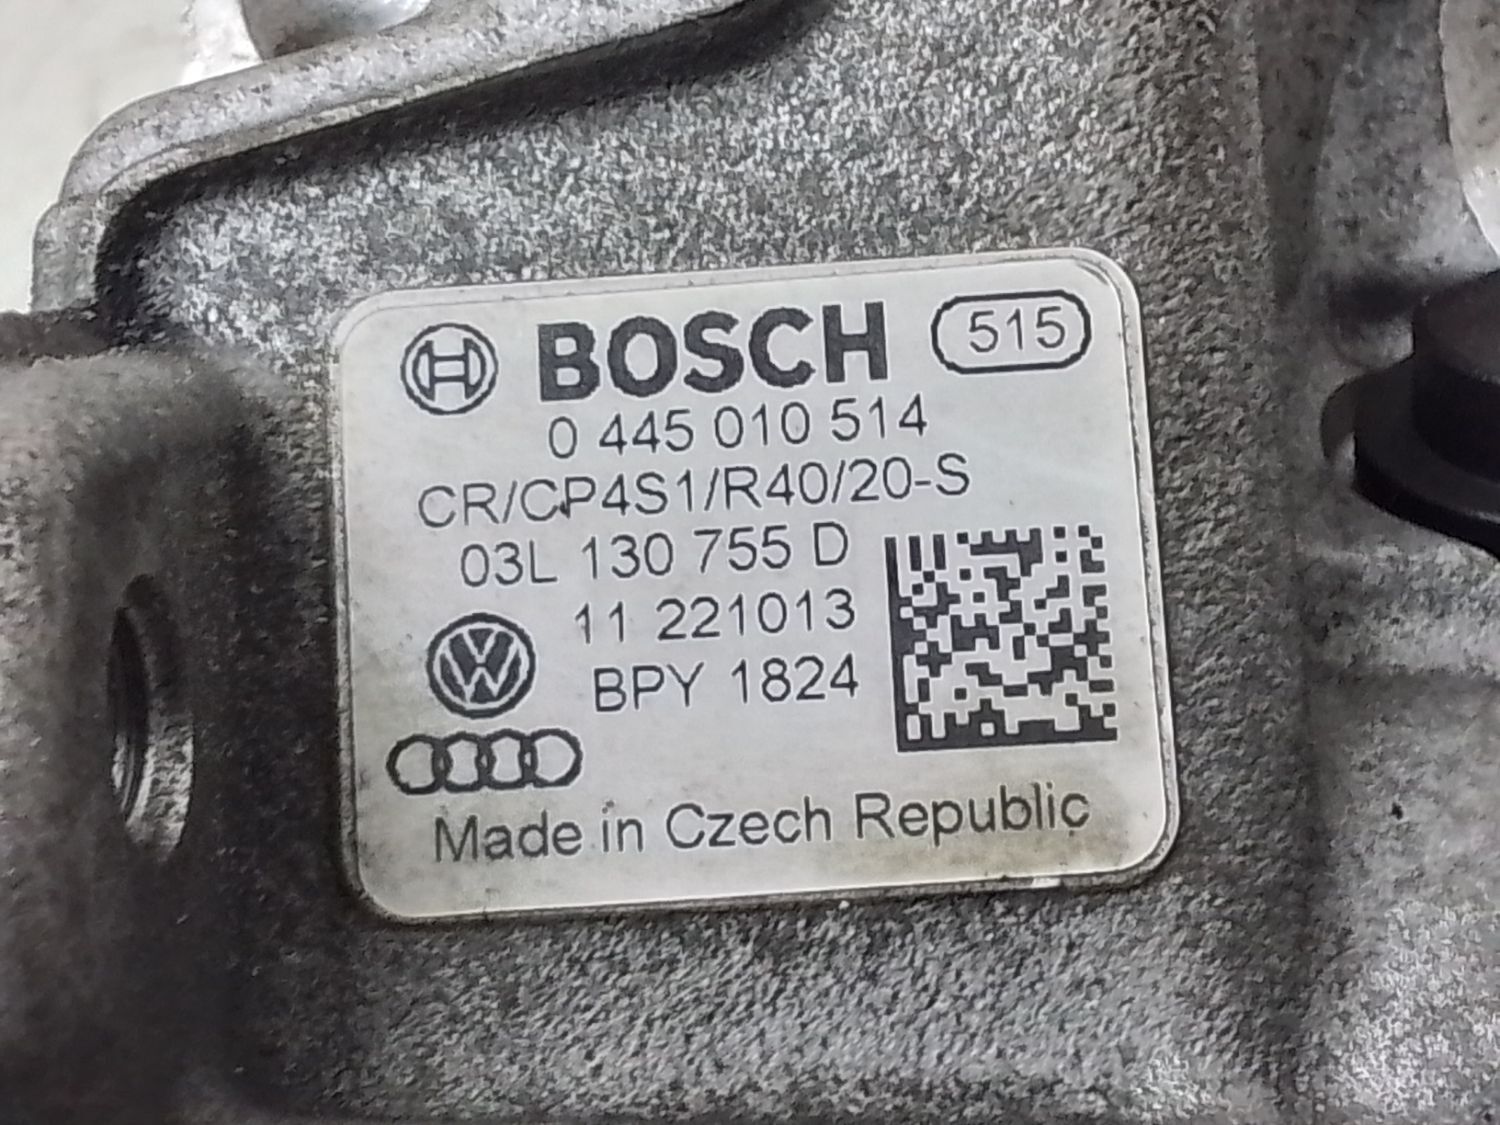 BOSCH 515
0 445 010 514
CR/CP4S1/R40/20-S
03L 130 755 D
11 221013
BPY 1824
Made in Czech Republic